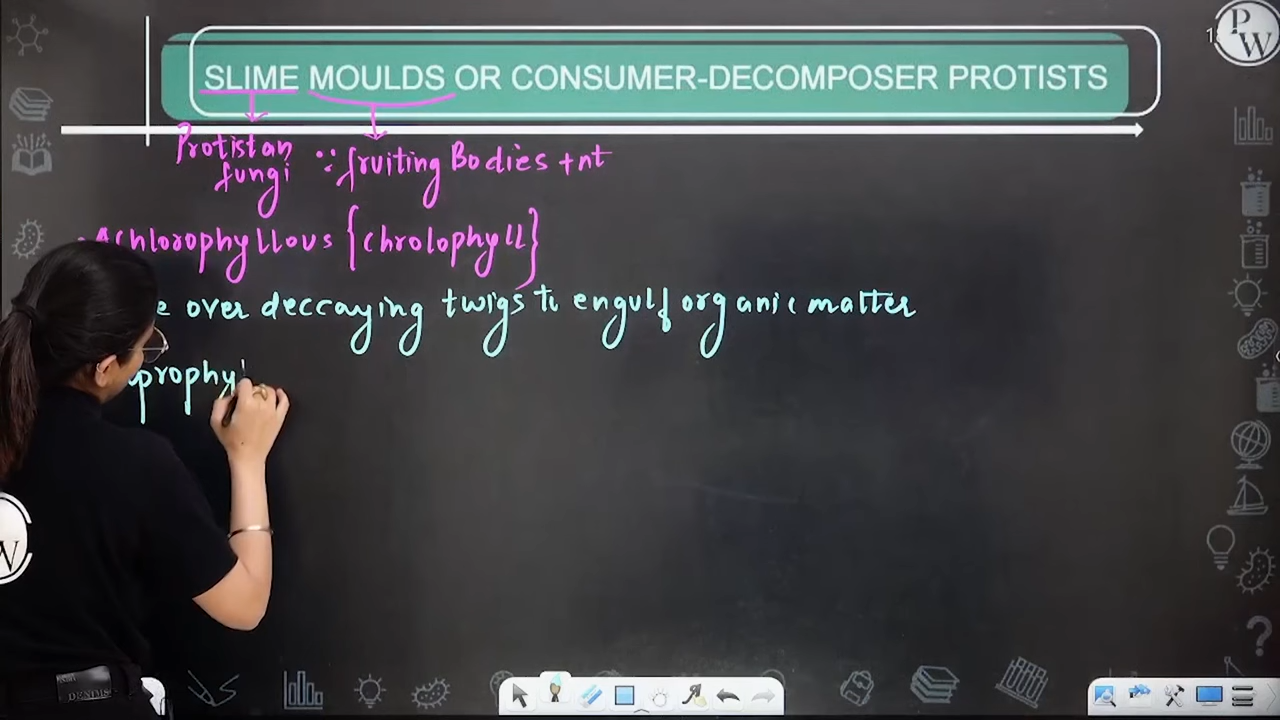 SLIME MOULDS OR CONSUMER-DECOMPOSER PROTISTS
PW
Protistan ∵ fruiting Bodies +nt
fungi
Achlorophyllous {chrolophyll}
over deccaying twigs to engulf organic matter
prophy
W